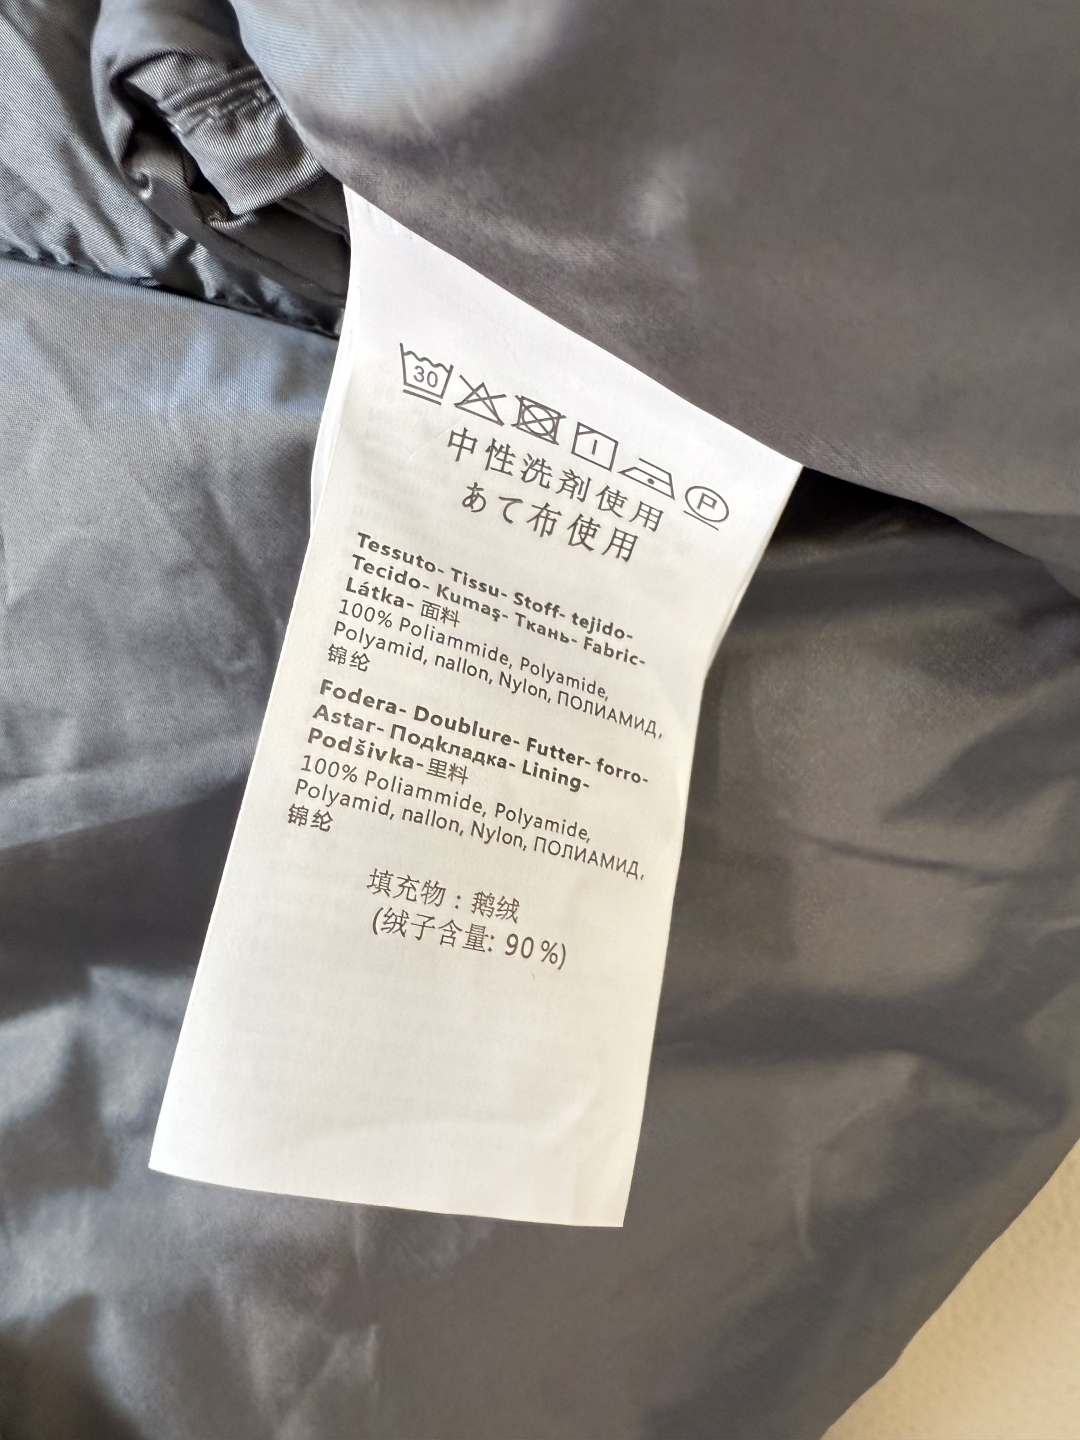 30
P
中性洗剤使用
あて布使用
Tessuto- Tissu- Stoff- tejido-
Tecido- Kumaş- Ткань- Fabric-
Látka- 面料
100% Poliammide, Polyamide,
Polyamid, nallon, Nylon, ПОЛИАМИД,
锦纶
Fodera- Doublure- Futter- forro-
Astar- Подкладка- Lining-
Podšivka- 里料
100% Poliammide, Polyamide,
Polyamid, nallon, Nylon, ПОЛИАМИД,
锦纶
填充物：鹅绒
(绒子含量: 90%)